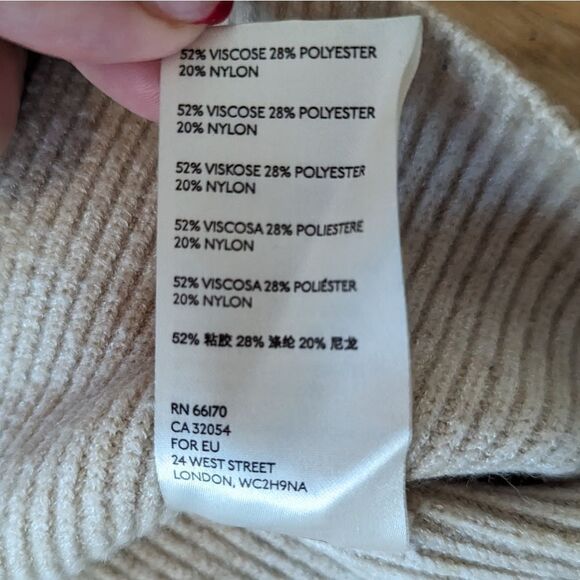 52% VISCOSE 28% POLYESTER
20% NYLON
52% VISCOSE 28% POLYESTER
20% NYLON
52% VISKOSE 28% POLYESTER
20% NYLON
52% VISCOSA 28% POLIESTERE
20% NYLON
52% VISCOSA 28% POLIÉSTER
20% NYLON
52% 粘胶 28% 涤纶 20% 尼龙
RN 66170
CA 32054
FOR EU
24 WEST STREET
LONDON, WC2H9NA